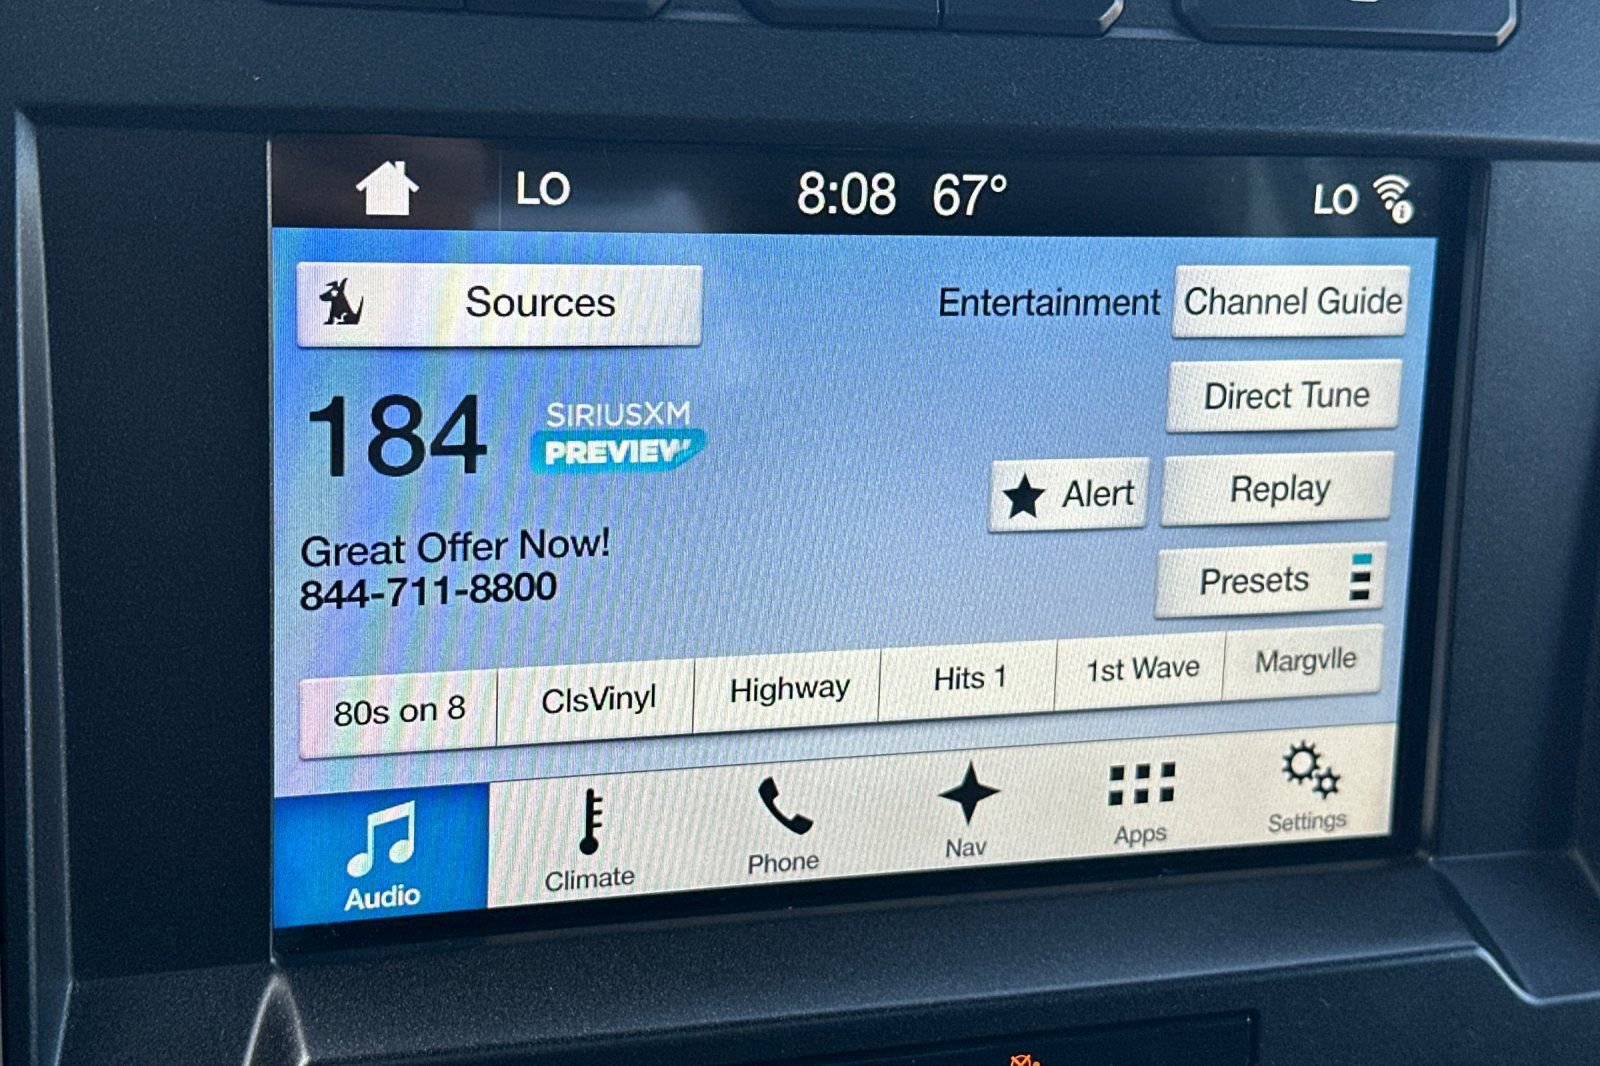 LO 8:08 67° LO
Sources Entertainment Channel Guide
184 SIRIUSXM PREVIEW Direct Tune
Alert Replay
Great Offer Now!
844-711-8800
Presets
80s on 8 ClsVinyl Highway Hits 1 1st Wave Margvlle
Audio Climate Phone Nav Apps Settings